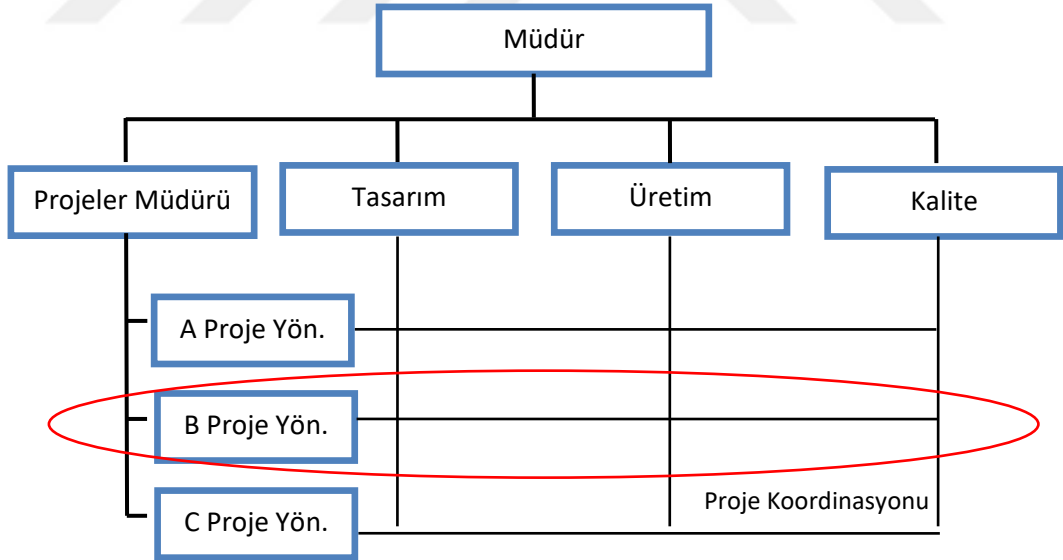 Müdür
Projeler Müdürü
Tasarım
Üretim
Kalite
A Proje Yön.
B Proje Yön.
Proje Koordinasyonu
C Proje Yön.